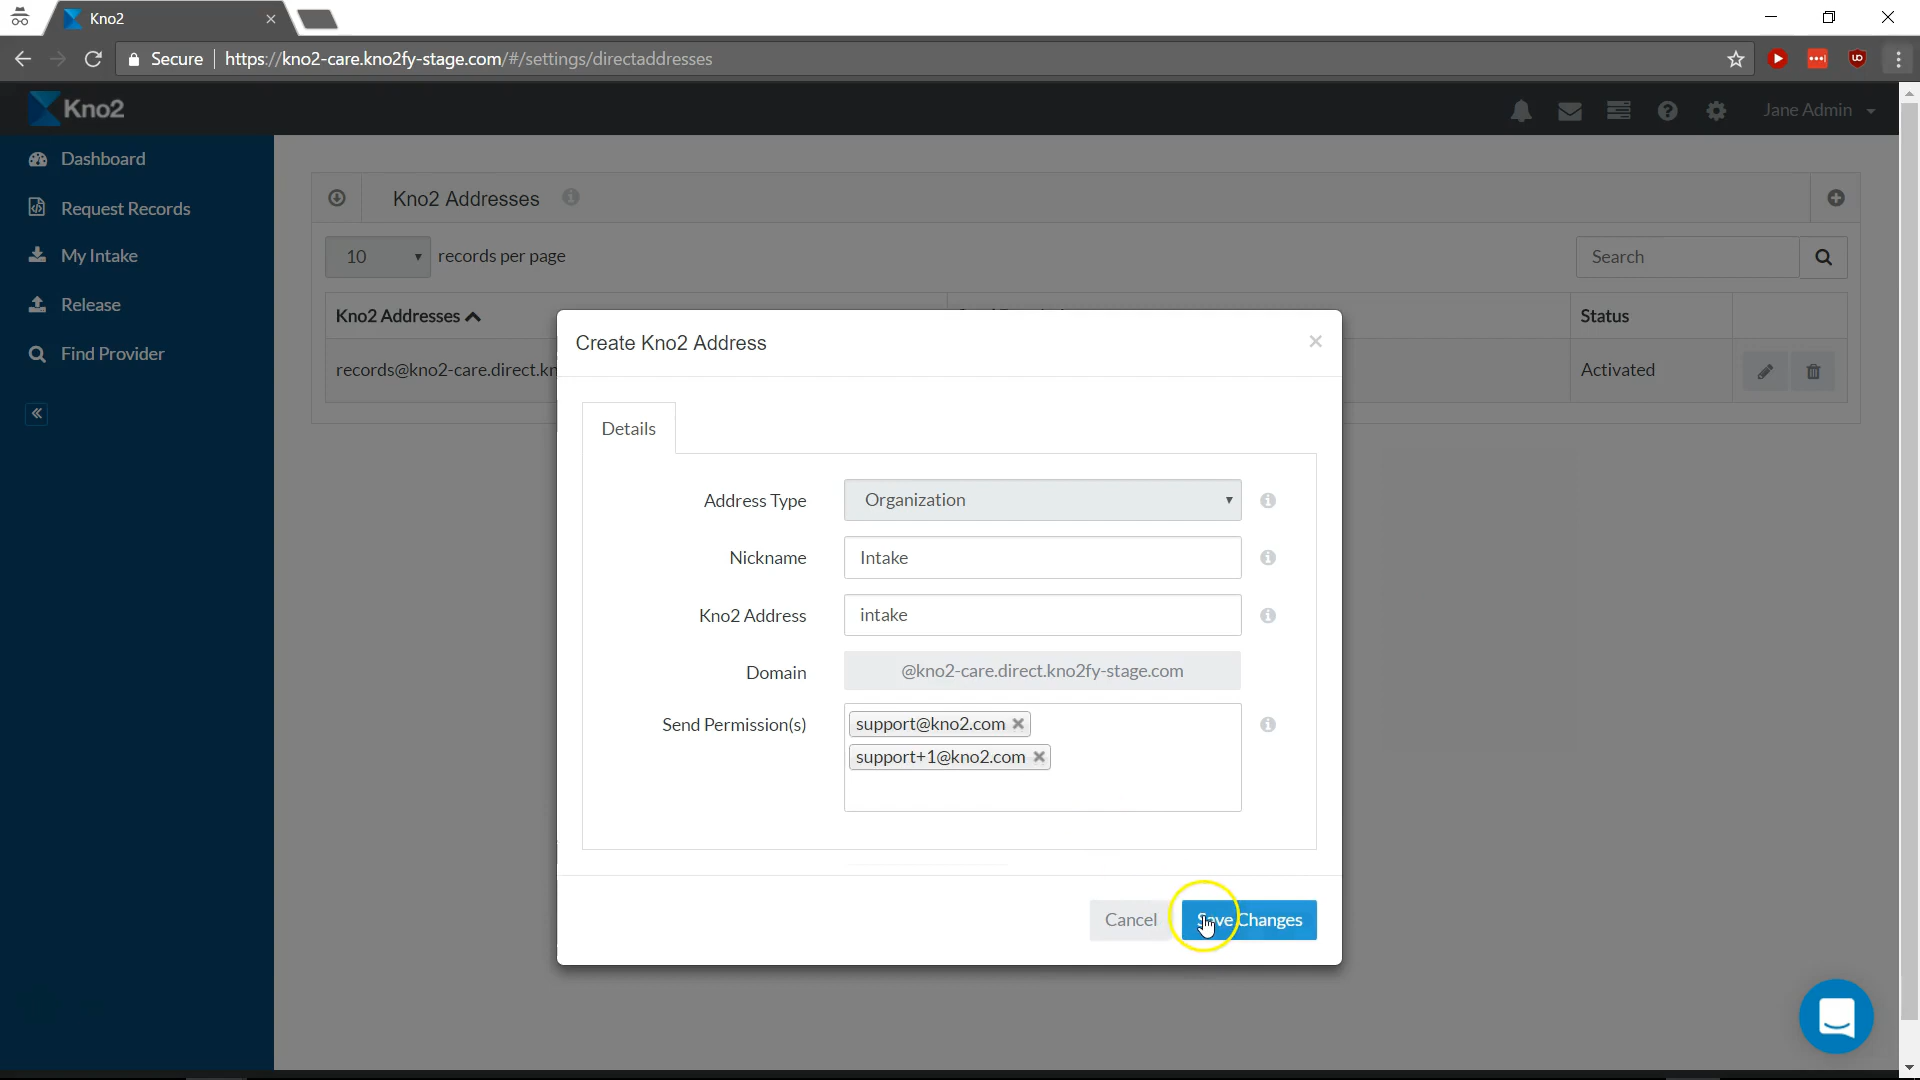 Kno2
Secure https://kno2-care.kno2fy-stage.com/#/settings/directaddresses
Kno2
Jane Admin
Dashboard
Request Records
My Intake
Release
Find Provider
Kno2 Addresses
10 records per page
Search
Kno2 Addresses
Status
records@kno2-care.direct.kn
Activated
Create Kno2 Address
Details
Address Type Organization
Nickname Intake
Kno2 Address intake
Domain @kno2-care.direct.kno2fy-stage.com
Send Permission(s) support@kno2.com
support+1@kno2.com
Cancel Save Changes